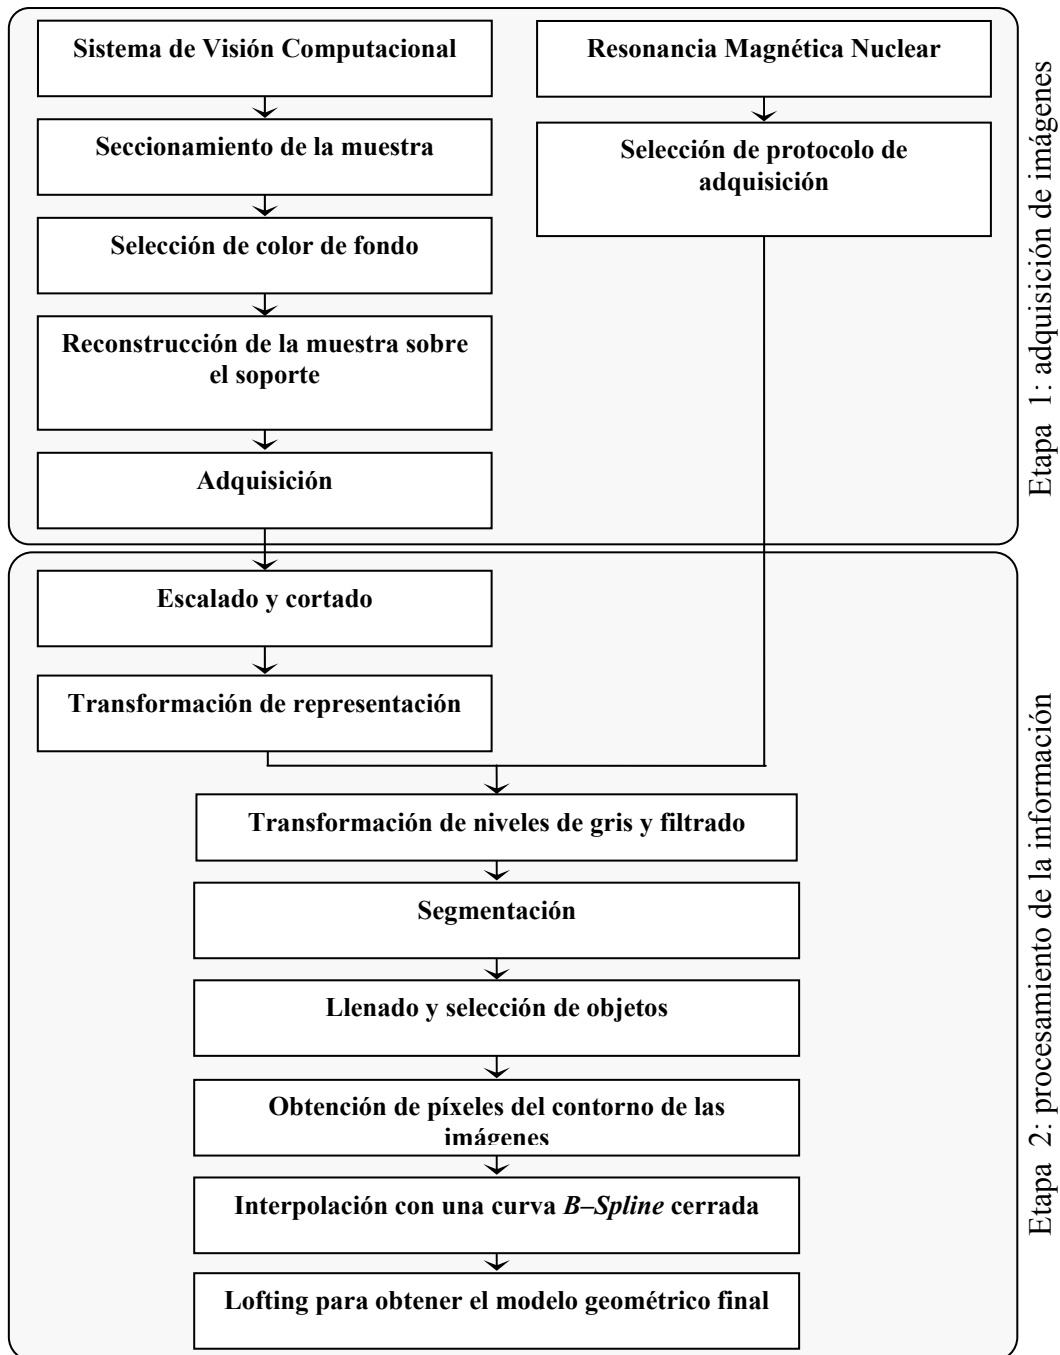 Sistema de Visión Computacional
Seccionamiento de la muestra
Selección de color de fondo
Reconstrucción de la muestra sobre
el soporte
Adquisición
Resonancia Magnética Nuclear
Selección de protocolo de
adquisición
Etapa 1: adquisición de imágenes
Escalado y cortado
Transformación de representación
Transformación de niveles de gris y filtrado
Segmentación
Llenado y selección de objetos
Obtención de píxeles del contorno de las
imágenes
Interpolación con una curva B–Spline cerrada
Lofting para obtener el modelo geométrico final
Etapa 2: procesamiento de la información